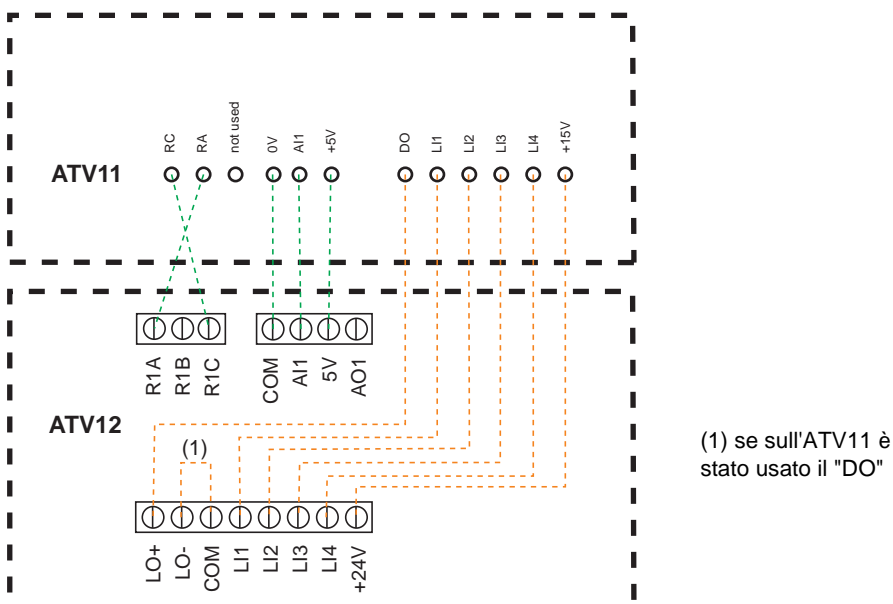 RC
RA
not used
0V
AI1
+5V
DO
LI1
LI2
LI3
LI4
+15V
ATV11
R1A
R1B
R1C
COM
AI1
5V
AO1
ATV12
(1)
(1) se sull'ATV11 è
stato usato il "DO"
LO+
LO-
COM
LI1
LI2
LI3
LI4
+24V